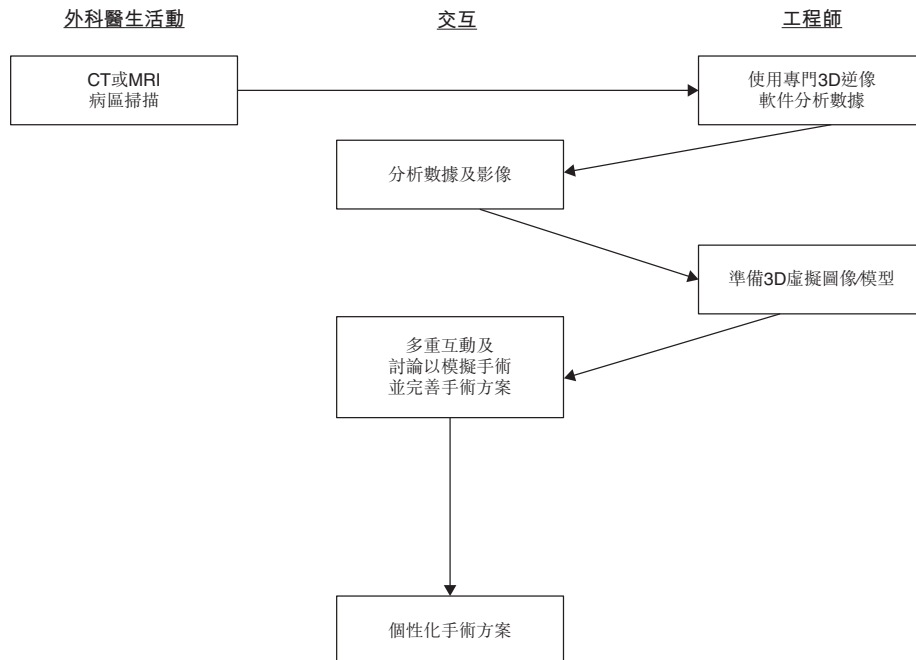 外科醫生活動
交互
工程師
CT或MRI
病區掃描
使用專門3D逆像
軟件分析數據
分析數據及影像
準備3D虛擬圖像/模型
多重互動及
討論以模擬手術
並完善手術方案
個性化手術方案